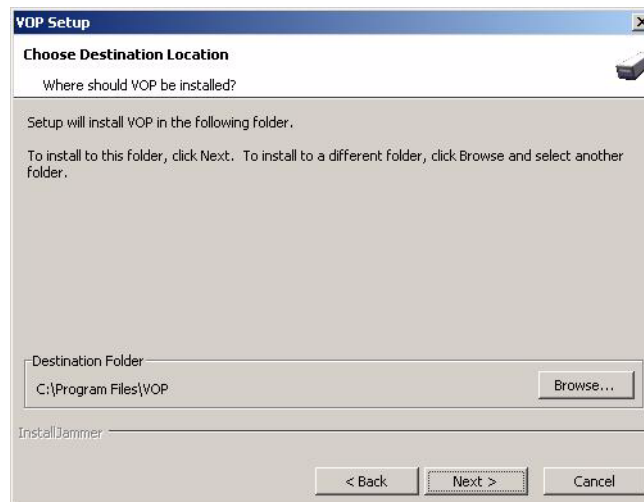 VOP Setup
Choose Destination Location
Where should VOP be installed?
Setup will install VOP in the following folder.
To install to this folder, click Next. To install to a different folder, click Browse and select another
folder.
Destination Folder
C:\Program Files\VOP
Browse...
InstallJammer
< Back
Next >
Cancel